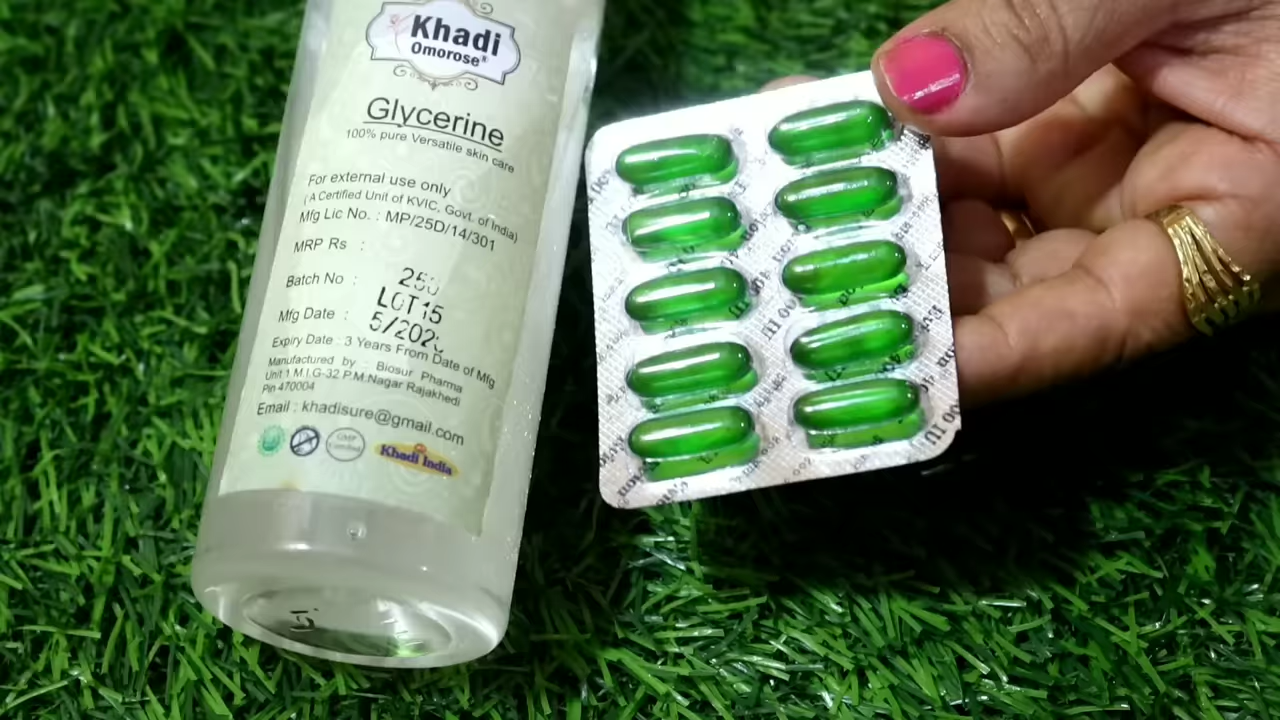 Khadi
Omorose®
Glycerine
100% pure Versatile skin care
For external use only
( A Certified Unit of KVIC, Govt. of India)
Mfg Lic No. : MP/25D/14/301
MRP Rs :
Batch No :
LOT15
Mfg Date :
Expiry Date : 3 Years From Date of Mfg
Manufactured by : Biosur Pharma
Unit 1 M.I.G-32 P.M.Nagar Rajakhedi
Pin 470004
Email : khadisure@gmail.com
GMP
Khadi India
00 IU